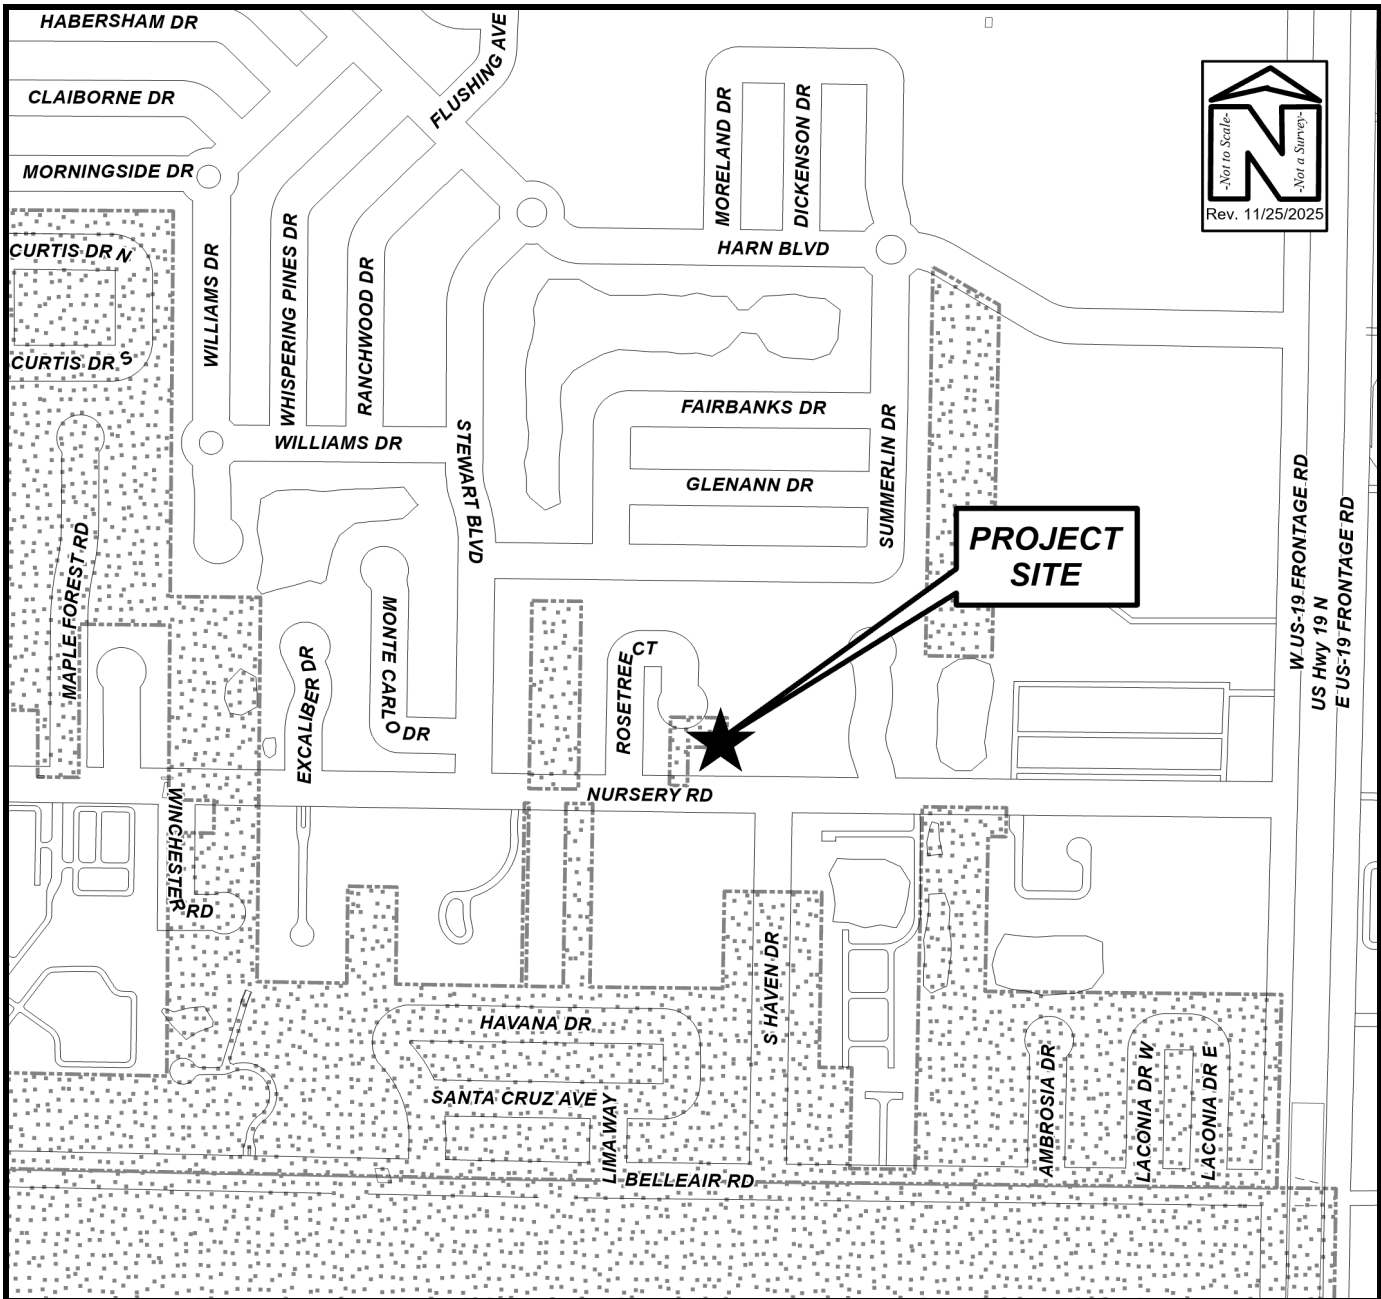 HABERSHAM DR
FLUSHING AVE
CLAIBORNE DR
MORELAND DR
DICKENSON DR
-Not to Scale-
N
-Not a Survey-
Rev. 11/25/2025
MORNINGSIDE DR
CURTIS DR N
WILLIAMS DR
WHISPERING PINES DR
RANCHWOOD DR
HARN BLVD
CURTIS DR S
FAIRBANKS DR
WILLIAMS DR
STEWART BLVD
GLENANN DR
SUMMERLIN DR
PROJECT
SITE
W US-19 FRONTAGE RD
US Hwy 19 N
E US-19 FRONTAGE RD
MAPLE FOREST RD
EXCALIBER DR
MONTE CARLO DR
ROSETREE CT
NURSERY RD
WINCHESTER RD
S HAVEN DR
HAVANA DR
SANTA CRUZ AVE
LIMA WAY
AMBROSIA DR
LACONIA DR W
LACONIA DR E
BELLEAIR RD